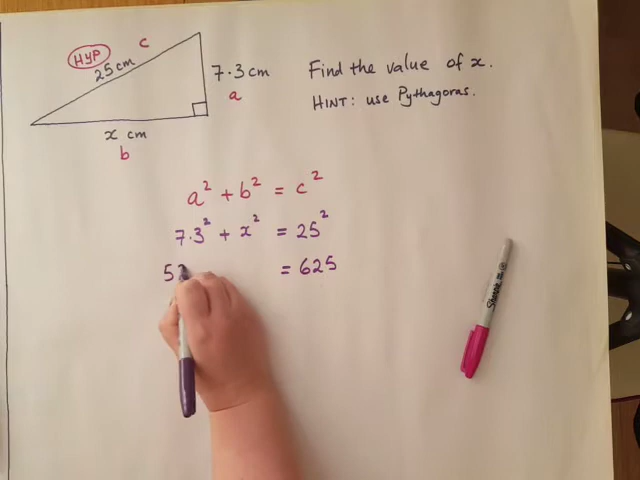 c
HYP
25cm
7.3cm
a
x cm
b
Find the value of x.
HINT: use Pythagoras.
a² + b² = c²
7.3² + x² = 25²
52 = 625
Sharpie